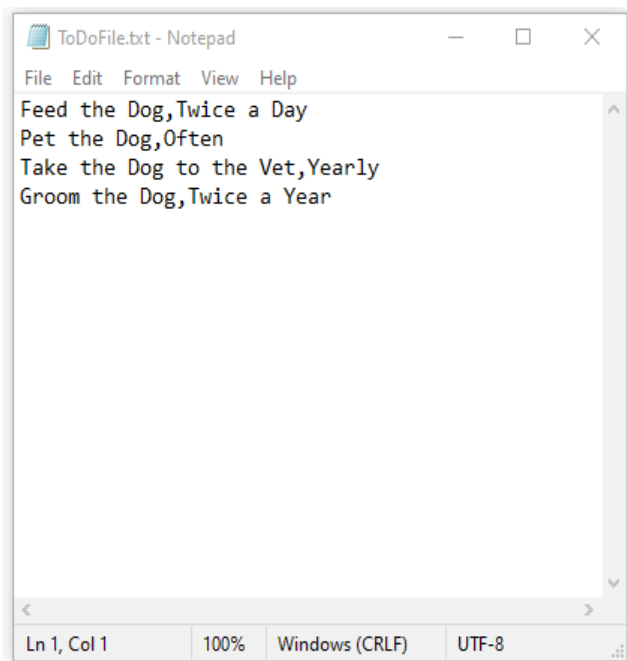 ToDoFile.txt - Notepad
File Edit Format View Help
Feed the Dog,Twice a Day
Pet the Dog,Often
Take the Dog to the Vet,Yearly
Groom the Dog,Twice a Year
Ln 1, Col 1 100% Windows (CRLF) UTF-8